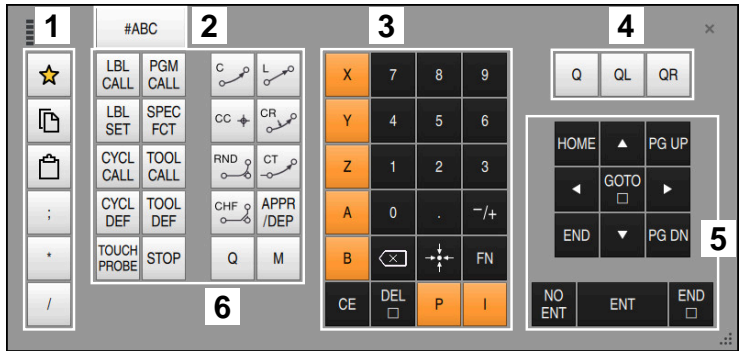 1
#ABC
2
3
4
×
LBL
CALL
PGM
CALL
C
L
X
7
8
9
Q
QL
QR
LBL
SET
SPEC
FCT
CC
CR
Y
4
5
6
HOME
PG UP
CYCL
CALL
TOOL
CALL
RND
CT
Z
1
2
3
GOTO
;
CYCL
DEF
TOOL
DEF
CHF
APPR
/DEP
A
0
.
−/+
END
PG DN
5
*
TOUCH
PROBE
STOP
Q
M
B
FN
/
6
CE
DEL
P
I
NO
ENT
ENT
END